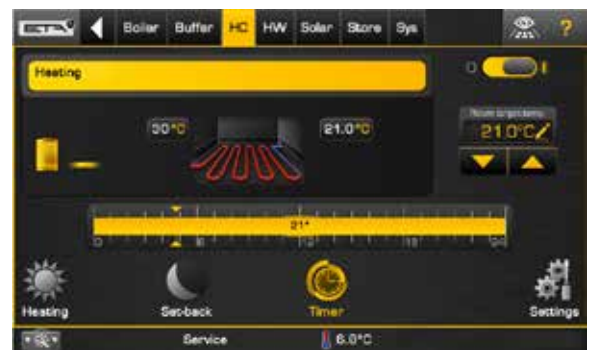 ETA Boiler Buffer HC HW Solar Store Sys ?
Heating
O I
Room target temp.
30°C
21.0°C
21.0°C
21°
0 6 12 18 24
Heating Set-back Timer Settings
Service 6.0°C